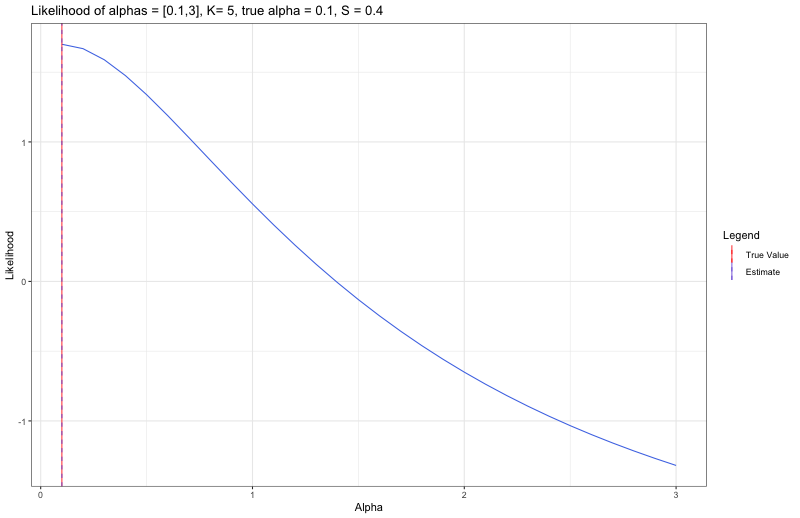 Likelihood of alphas = [0.1,3], K= 5, true alpha = 0.1, S = 0.4
Likelihood
1
0
-1
0
1
2
3
Alpha
Legend
True Value
Estimate